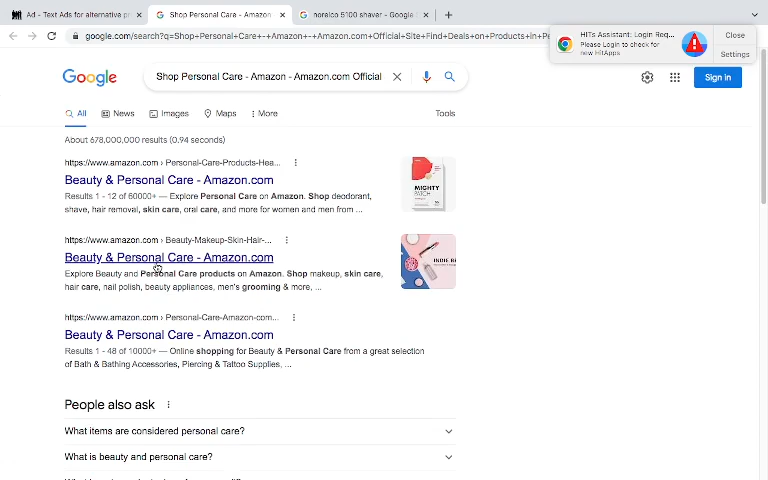 Ad - Text Ads for alternative pr
Shop Personal Care - Amazon
norelco 5100 shaver - Google
google.com/search?q=Shop+Personal+Care+-+Amazon+-+Amazon.com+Official+Site+Find+Deals+on+Products+in+Pe
HITs Assistant: Login Req...
Please Login to check for
new HitApps
Close
Settings
Google
Shop Personal Care - Amazon - Amazon.com Official
Sign in
All
News
Images
Maps
More
Tools
About 678,000,000 results (0.94 seconds)
https://www.amazon.com › Personal-Care-Products-Hea...
Beauty & Personal Care - Amazon.com
Results 1 - 12 of 60000+ — Explore Personal Care on Amazon. Shop deodorant,
shave, hair removal, skin care, oral care, and more for women and men from ...
MIGHTY
PATCH
https://www.amazon.com › Beauty-Makeup-Skin-Hair-...
Beauty & Personal Care - Amazon.com
Explore Beauty and Personal Care products on Amazon. Shop makeup, skin care,
hair care, nail polish, beauty appliances, men's grooming & more, ...
INDIE BE
https://www.amazon.com › Personal-Care-Amazon-com...
Beauty & Personal Care - Amazon.com
Results 1 - 48 of 10000+ — Online shopping for Beauty & Personal Care from a great selection
of Bath & Bathing Accessories, Piercing & Tattoo Supplies, ...
People also ask
What items are considered personal care?
What is beauty and personal care?